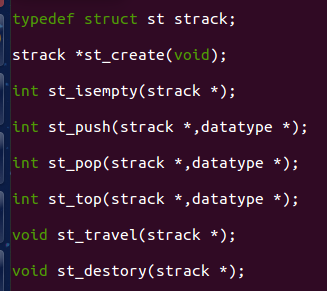 typedef struct st strack;
strack *st_create(void);
int st_isempty(strack *);
int st_push(strack *,datatype *);
int st_pop(strack *,datatype *);
int st_top(strack *,datatype *);
void st_travel(strack *);
void st_destory(strack *);